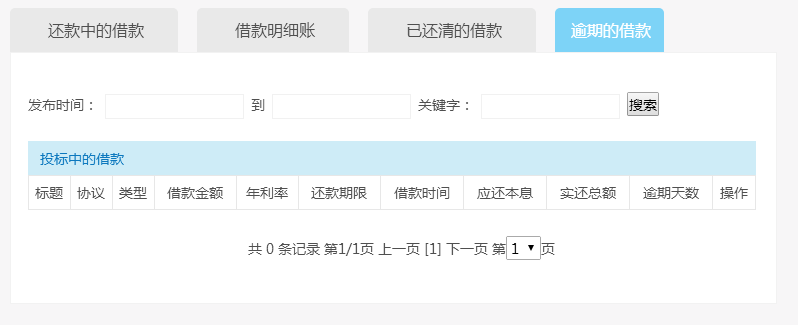 还款中的借款 借款明细账 已还清的借款 逾期的借款
发布时间： 到 关键字： 搜索
投标中的借款
标题 协议 类型 借款金额 年利率 还款期限 借款时间 应还本息 实还总额 逾期天数 操作
共 0 条记录 第1/1页 上一页 [1] 下一页 第 1 页